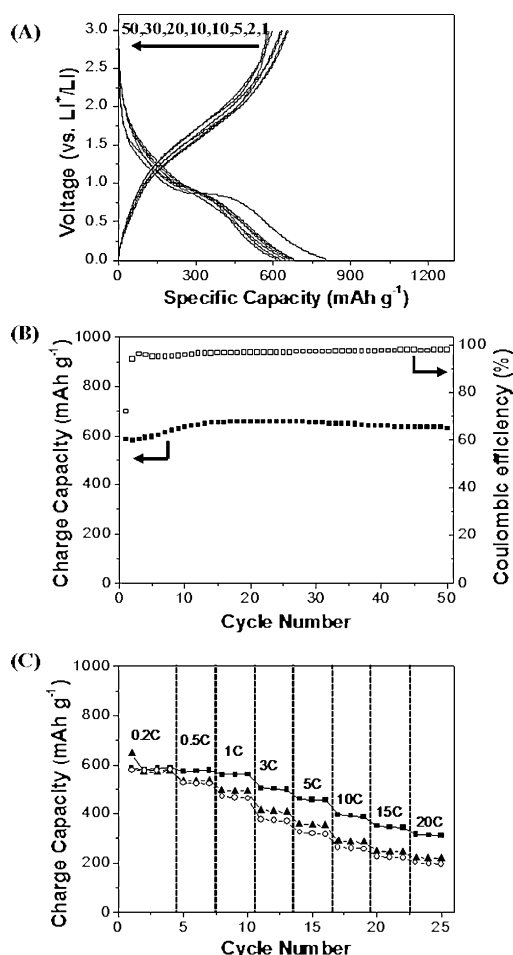 (A)
50,30,20,10,10,5,2,1
3.0
2.5
2.0
1.5
1.0
0.5
0.0
Voltage (vs. LI⁺/LI)
0 300 600 900 1200
Specific Capacity (mAh g⁻¹)
(B)
1000
800
600
400
200
0
Charge Capacity (mAh g⁻¹)
100
80
60
40
20
0
Coulombic efficiency (%)
0 10 20 30 40 50
Cycle Number
(C)
1000
800
600
400
200
0
Charge Capacity (mAh g⁻¹)
0.2C 0.5C 1C 3C 5C 10C 15C 20C
0 5 10 15 20 25
Cycle Number